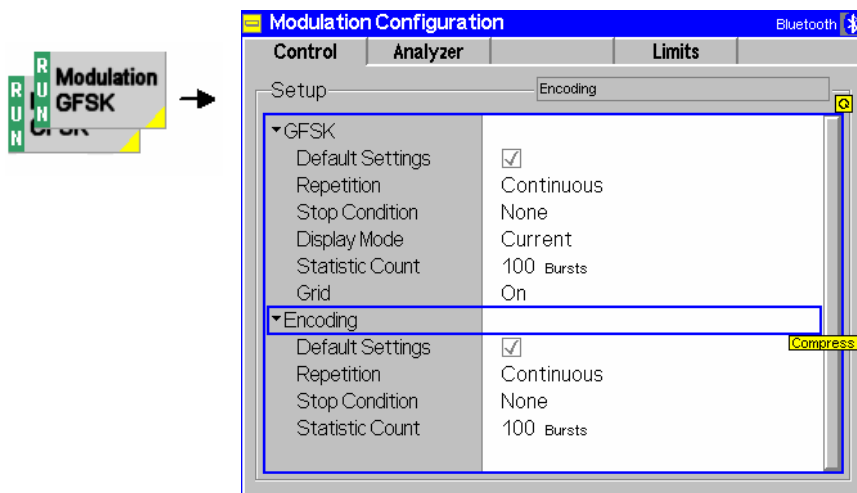 RUN
Modulation
GFSK
RUN
GFSK
Modulation Configuration
Bluetooth
Control Analyzer Limits
Setup Encoding
GFSK
Default Settings
Repetition Continuous
Stop Condition None
Display Mode Current
Statistic Count 100 Bursts
Grid On
Encoding
Compress
Default Settings
Repetition Continuous
Stop Condition None
Statistic Count 100 Bursts